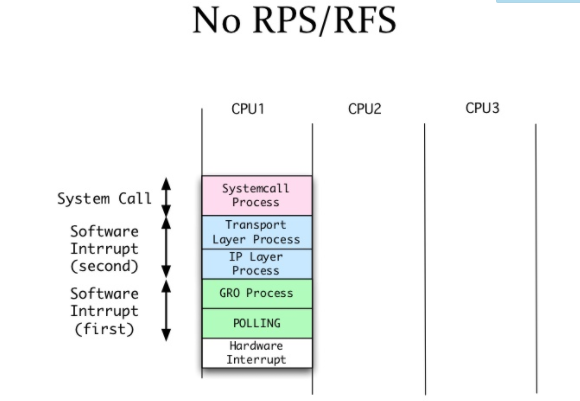 No RPS/RFS
CPU1
CPU2
CPU3
System Call
Systemcall
Process
Software
Intrrupt
(second)
Transport
Layer Process
IP Layer
Process
Software
Intrrupt
(first)
GRO Process
POLLING
Hardware
Interrupt